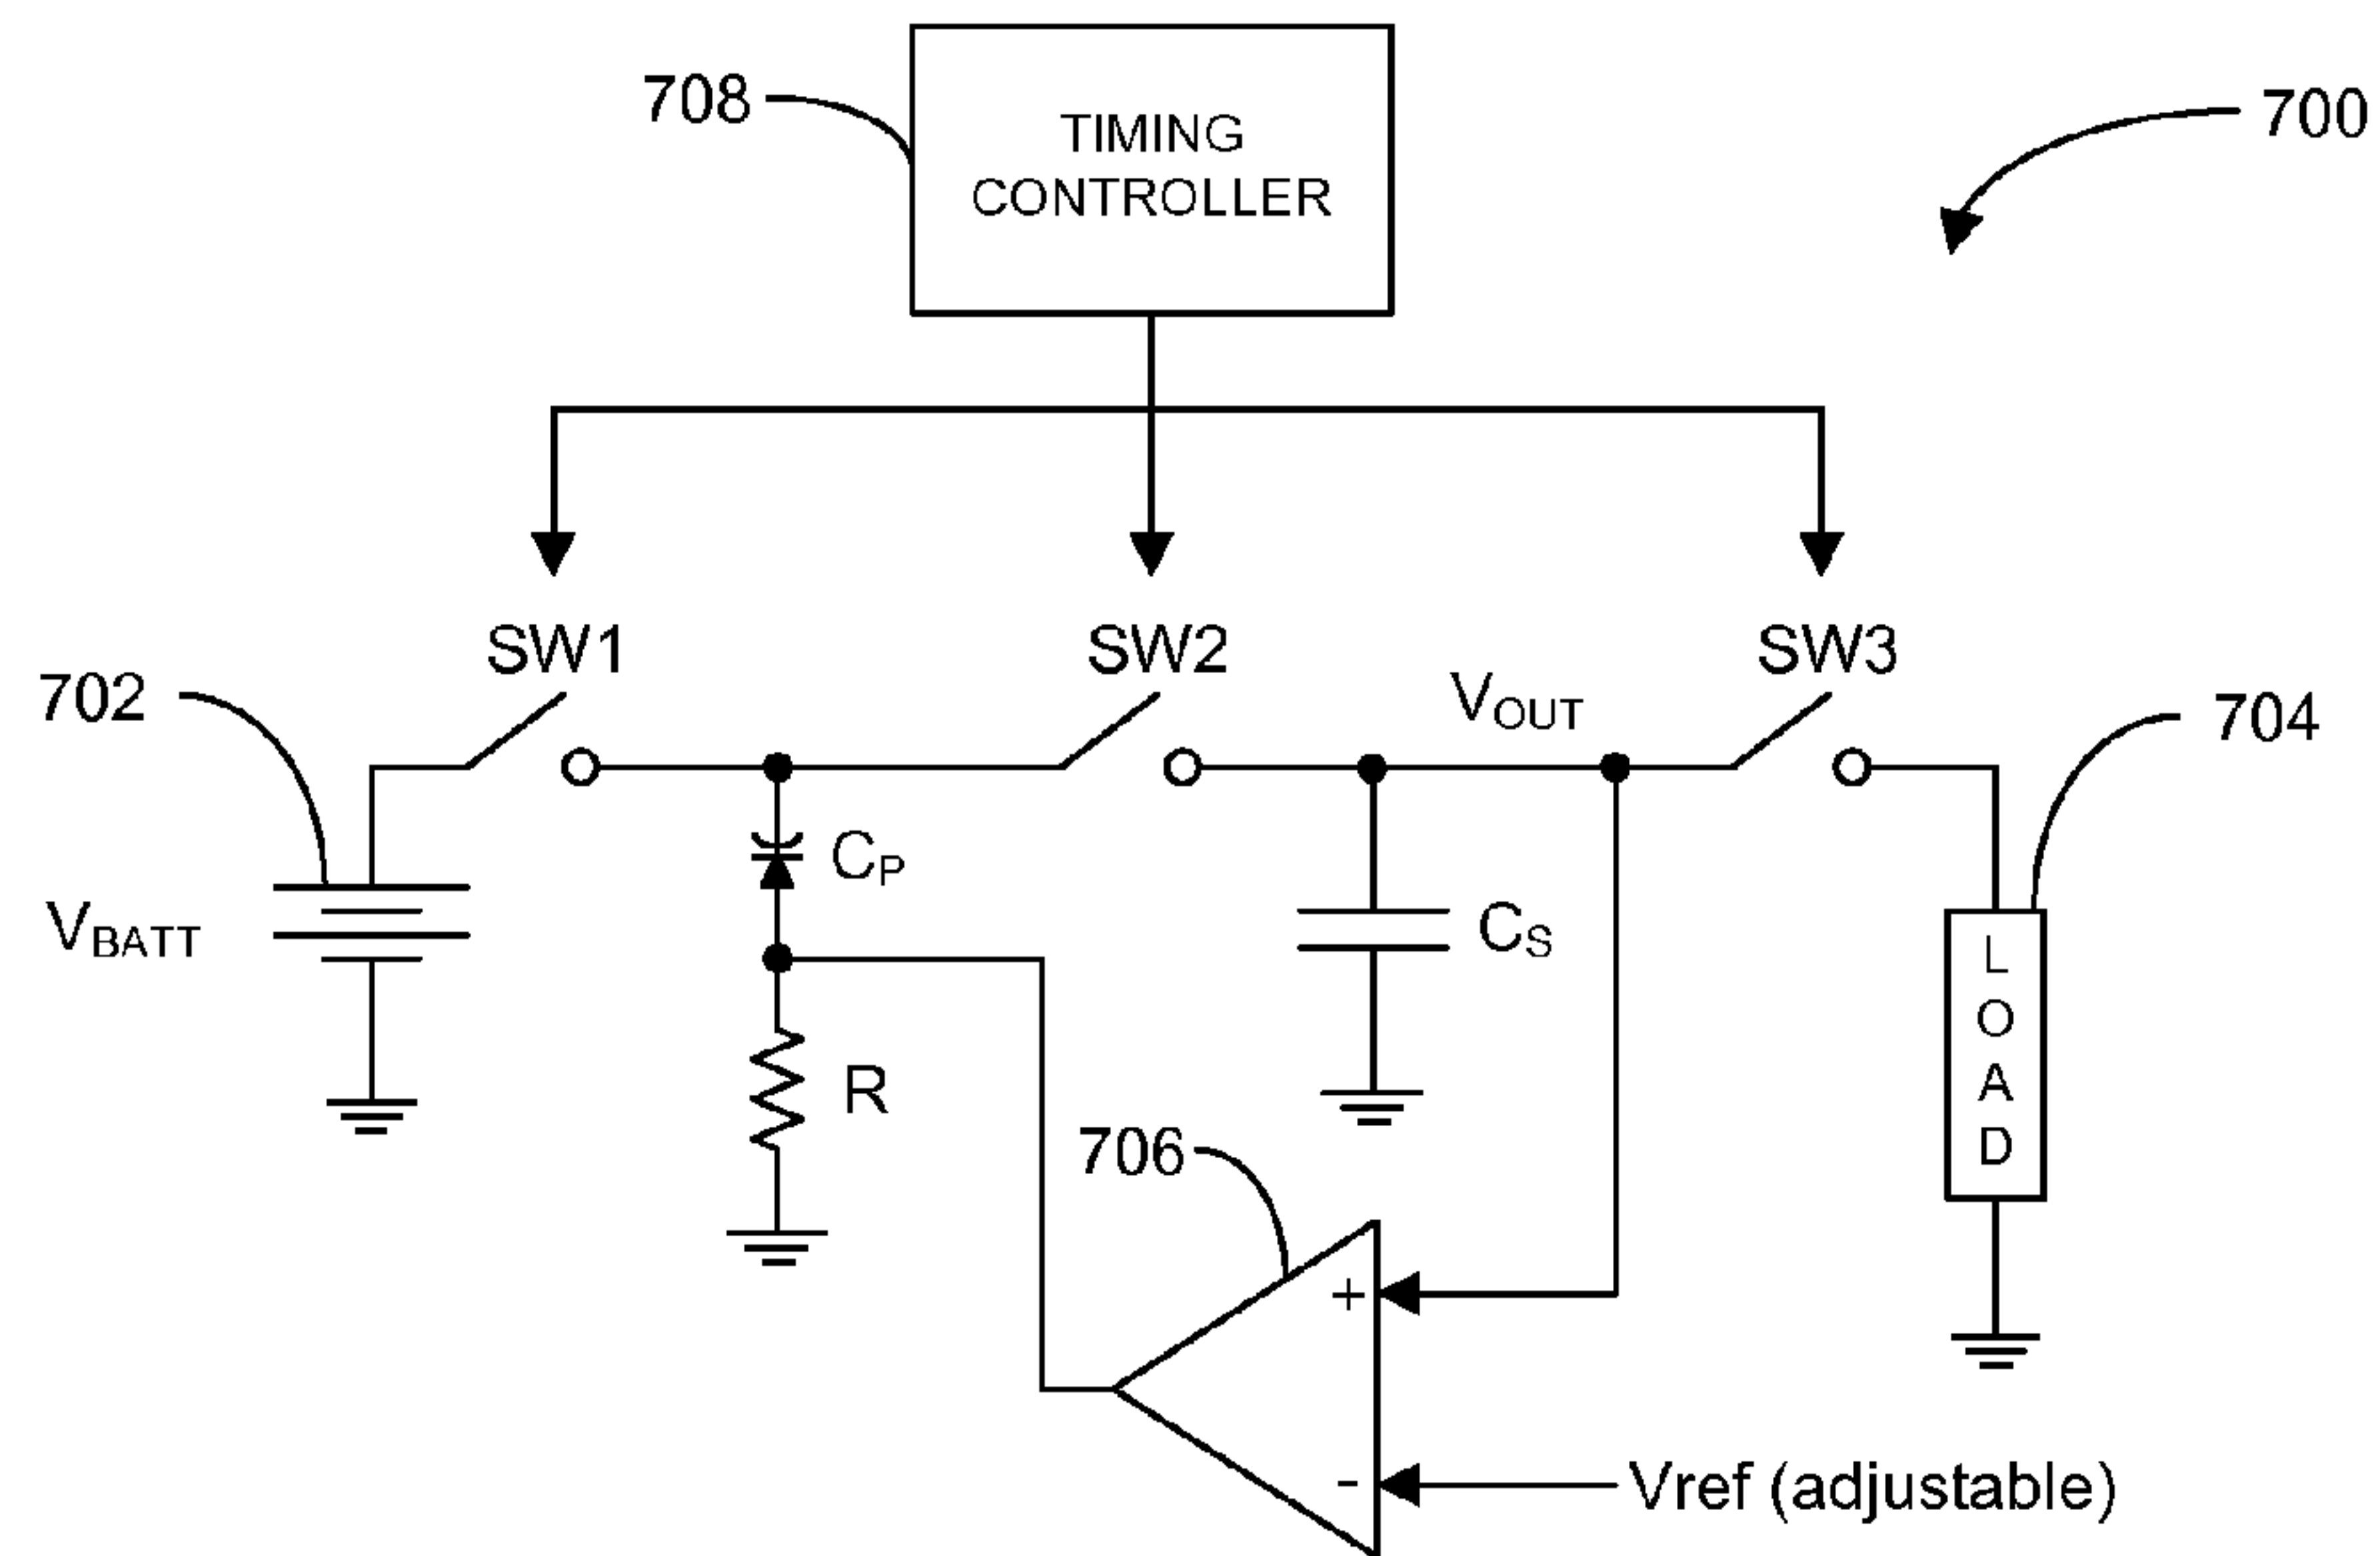 708
TIMING
CONTROLLER
700
SW1
SW2
SW3
702
VOUT
704
CP
VBATT
CS
L
O
A
D
R
706
+
-
Vref (adjustable)